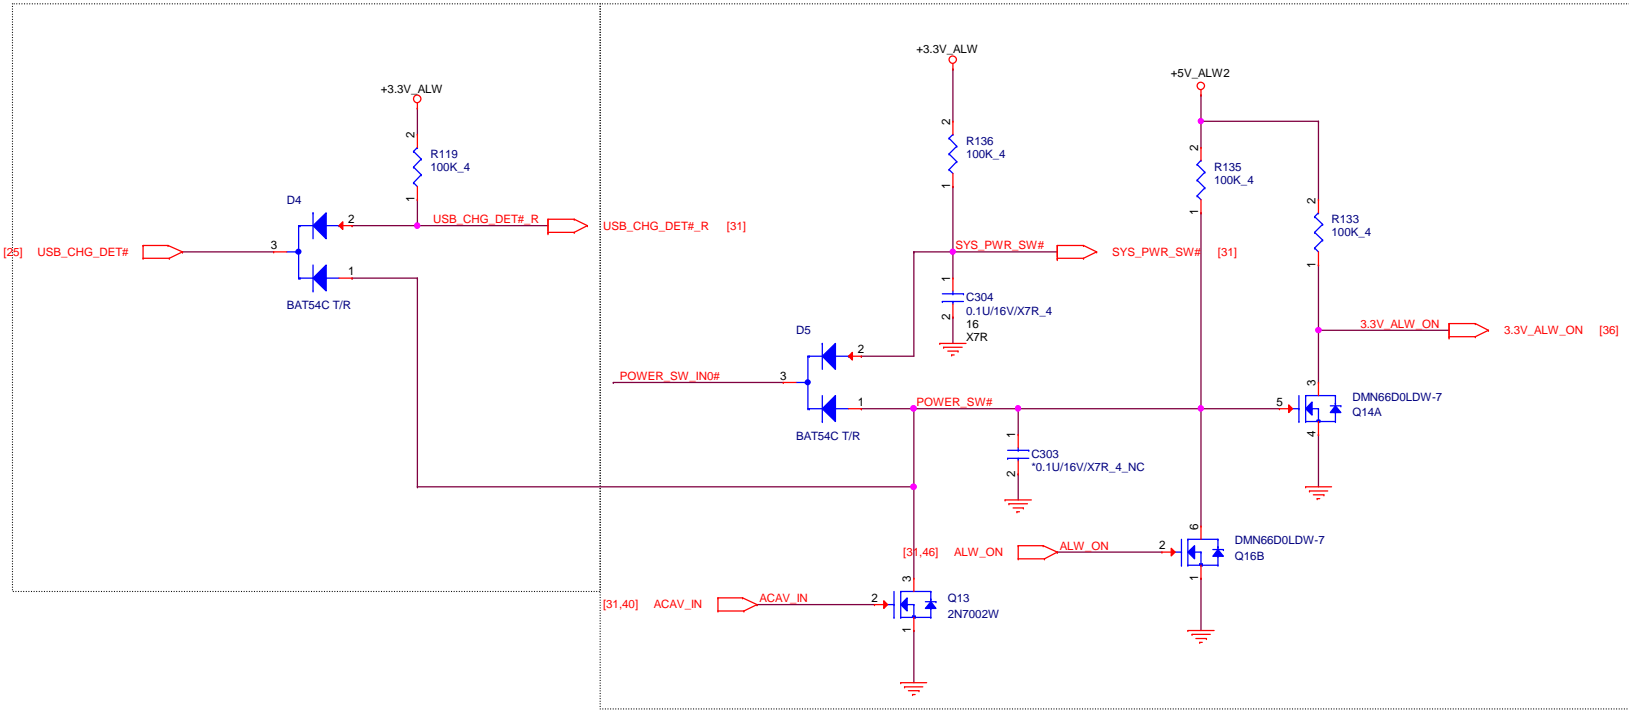 +3.3V_ALW
2
R119
100K_4
1
D4
2
USB_CHG_DET#_R
USB_CHG_DET#_R [31]
[25] USB_CHG_DET#
3
1
BAT54C T/R
+3.3V_ALW
2
R136
100K_4
1
SYS_PWR_SW#
SYS_PWR_SW# [31]
1
C304
0.1U/16V/X7R_4
2
16
X7R
D5
2
POWER_SW_IN0#
3
1
POWER_SW#
BAT54C T/R
1
C303
*0.1U/16V/X7R_4_NC
2
+5V_ALW2
2
R135
100K_4
1
2
R133
100K_4
1
3.3V_ALW_ON
3.3V_ALW_ON [36]
3
DMN66D0LDW-7
5
Q14A
4
6
DMN66D0LDW-7
[31,46] ALW_ON
ALW_ON
2
Q16B
1
3
Q13
[31,40] ACAV_IN
ACAV_IN
2
2N7002W
1